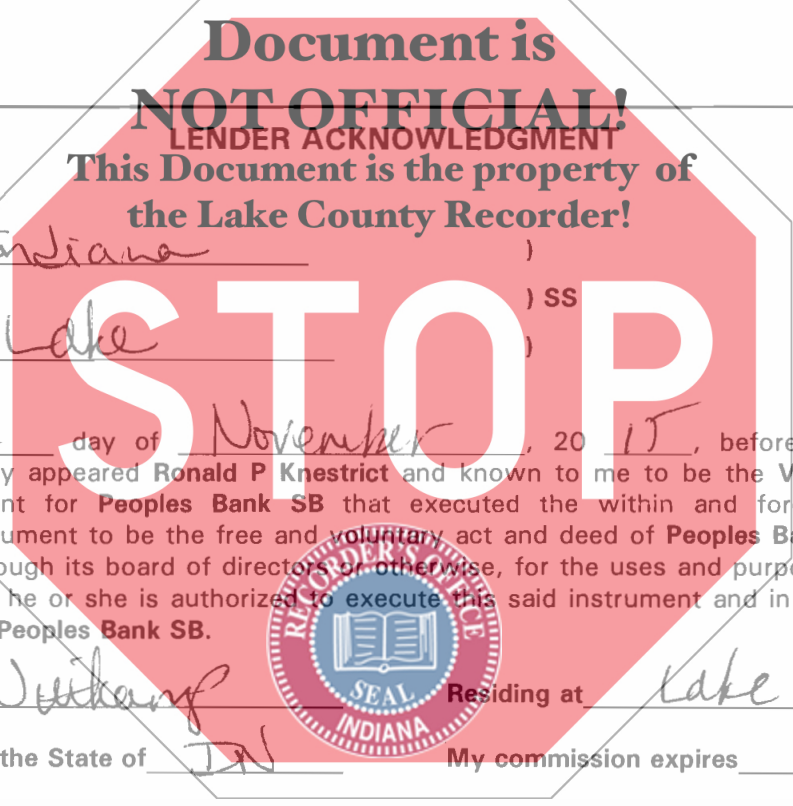 Document is
NOT OFFICIAL!
LENDER ACKNOWLEDGMENT
This Document is the property of
the Lake County Recorder!
Indiana )
) SS
Lake )
STOP
day of November, 20 15, before
y appeared Ronald P Knestrict and known to me to be the V
nt for Peoples Bank SB that executed the within and for
ument to be the free and voluntary act and deed of Peoples Ba
ough its board of directors or otherwise, for the uses and purpo
he or she is authorized to execute this said instrument and in
Peoples Bank SB.
RECORDER'S OFFICE
SEAL
INDIANA
Residing at Lake
the State of IN My commission expires